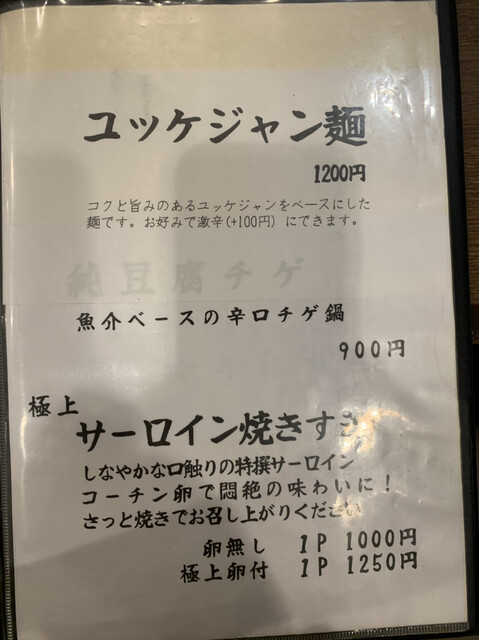 ユッケジャン麺
1200円
コクと旨みのあるユッケジャンをベースにした
麺です。お好みで激辛(+100円) にできます。
純豆腐チゲ
魚介ベースの辛口チゲ鍋
900円
極上
サーロイン焼きすき
しなやかな口触りの特撰サーロイン
コーチン卵で悶絶の味わいに!
さっと焼きでお召し上がりください
卵無し 1P 1000円
極上卵付 1P 1250円